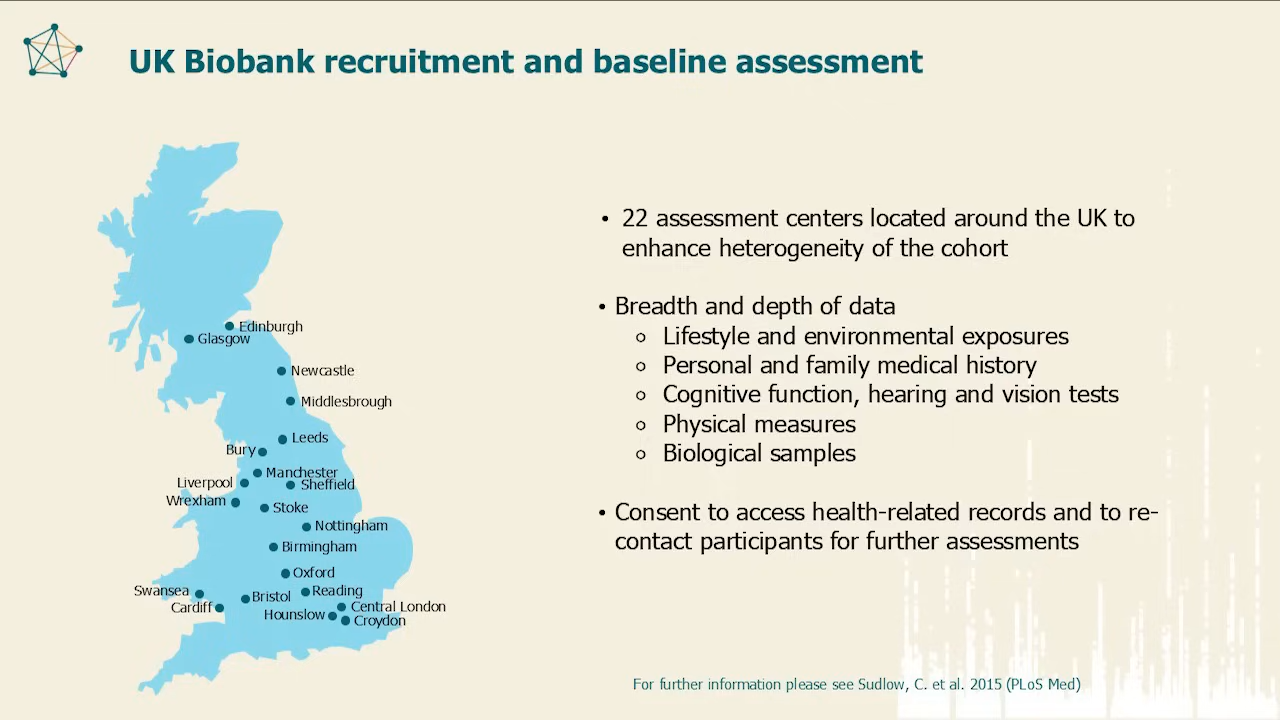 UK Biobank recruitment and baseline assessment
Edinburgh
Glasgow
Newcastle
Middlesbrough
Leeds
Bury
Manchester
Liverpool
Sheffield
Wrexham
Stoke
Nottingham
Birmingham
Oxford
Swansea
Reading
Bristol
Cardiff
Central London
Hounslow
Croydon
• 22 assessment centers located around the UK to
enhance heterogeneity of the cohort
• Breadth and depth of data
o Lifestyle and environmental exposures
o Personal and family medical history
o Cognitive function, hearing and vision tests
o Physical measures
o Biological samples
• Consent to access health-related records and to re-
contact participants for further assessments
For further information please see Sudlow, C. et al. 2015 (PLoS Med)